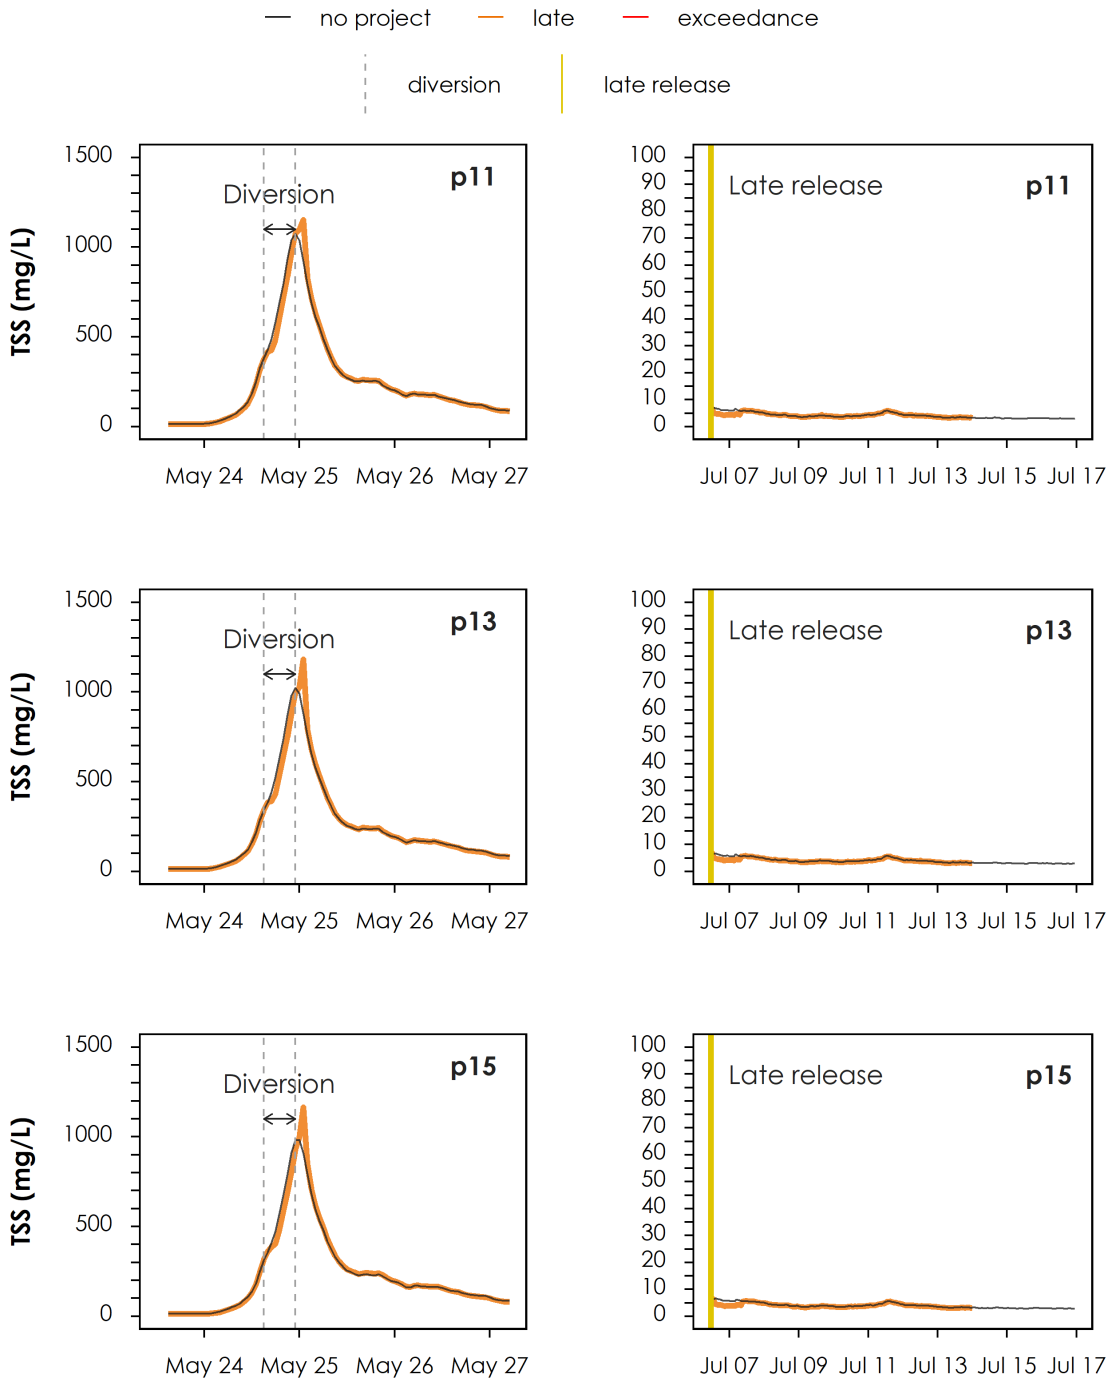 no project late exceedance
diversion late release
1500 1000 500 0
TSS (mg/L)
Diversion
p11
May 24 May 25 May 26 May 27
100 90 80 70 60 50 40 30 20 10 0
Late release
p11
Jul 07 Jul 09 Jul 11 Jul 13 Jul 15 Jul 17
1500 1000 500 0
TSS (mg/L)
Diversion
p13
May 24 May 25 May 26 May 27
100 90 80 70 60 50 40 30 20 10 0
Late release
p13
Jul 07 Jul 09 Jul 11 Jul 13 Jul 15 Jul 17
1500 1000 500 0
TSS (mg/L)
Diversion
p15
May 24 May 25 May 26 May 27
100 90 80 70 60 50 40 30 20 10 0
Late release
p15
Jul 07 Jul 09 Jul 11 Jul 13 Jul 15 Jul 17